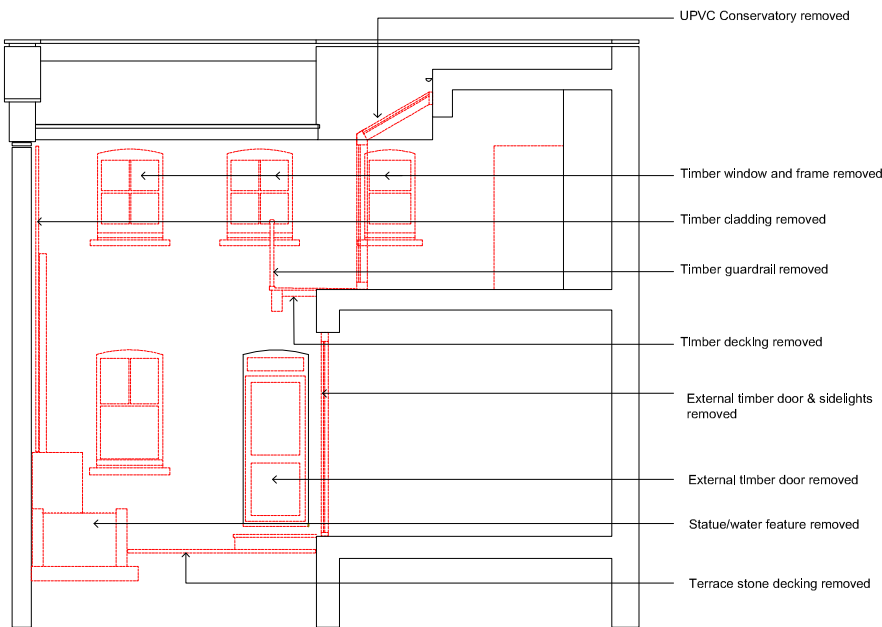 UPVC Conservatory removed
Timber window and frame removed
Timber cladding removed
Timber guardrail removed
Timber decking removed
External timber door & sidelights
removed
External timber door removed
Statue/water feature removed
Terrace stone decking removed